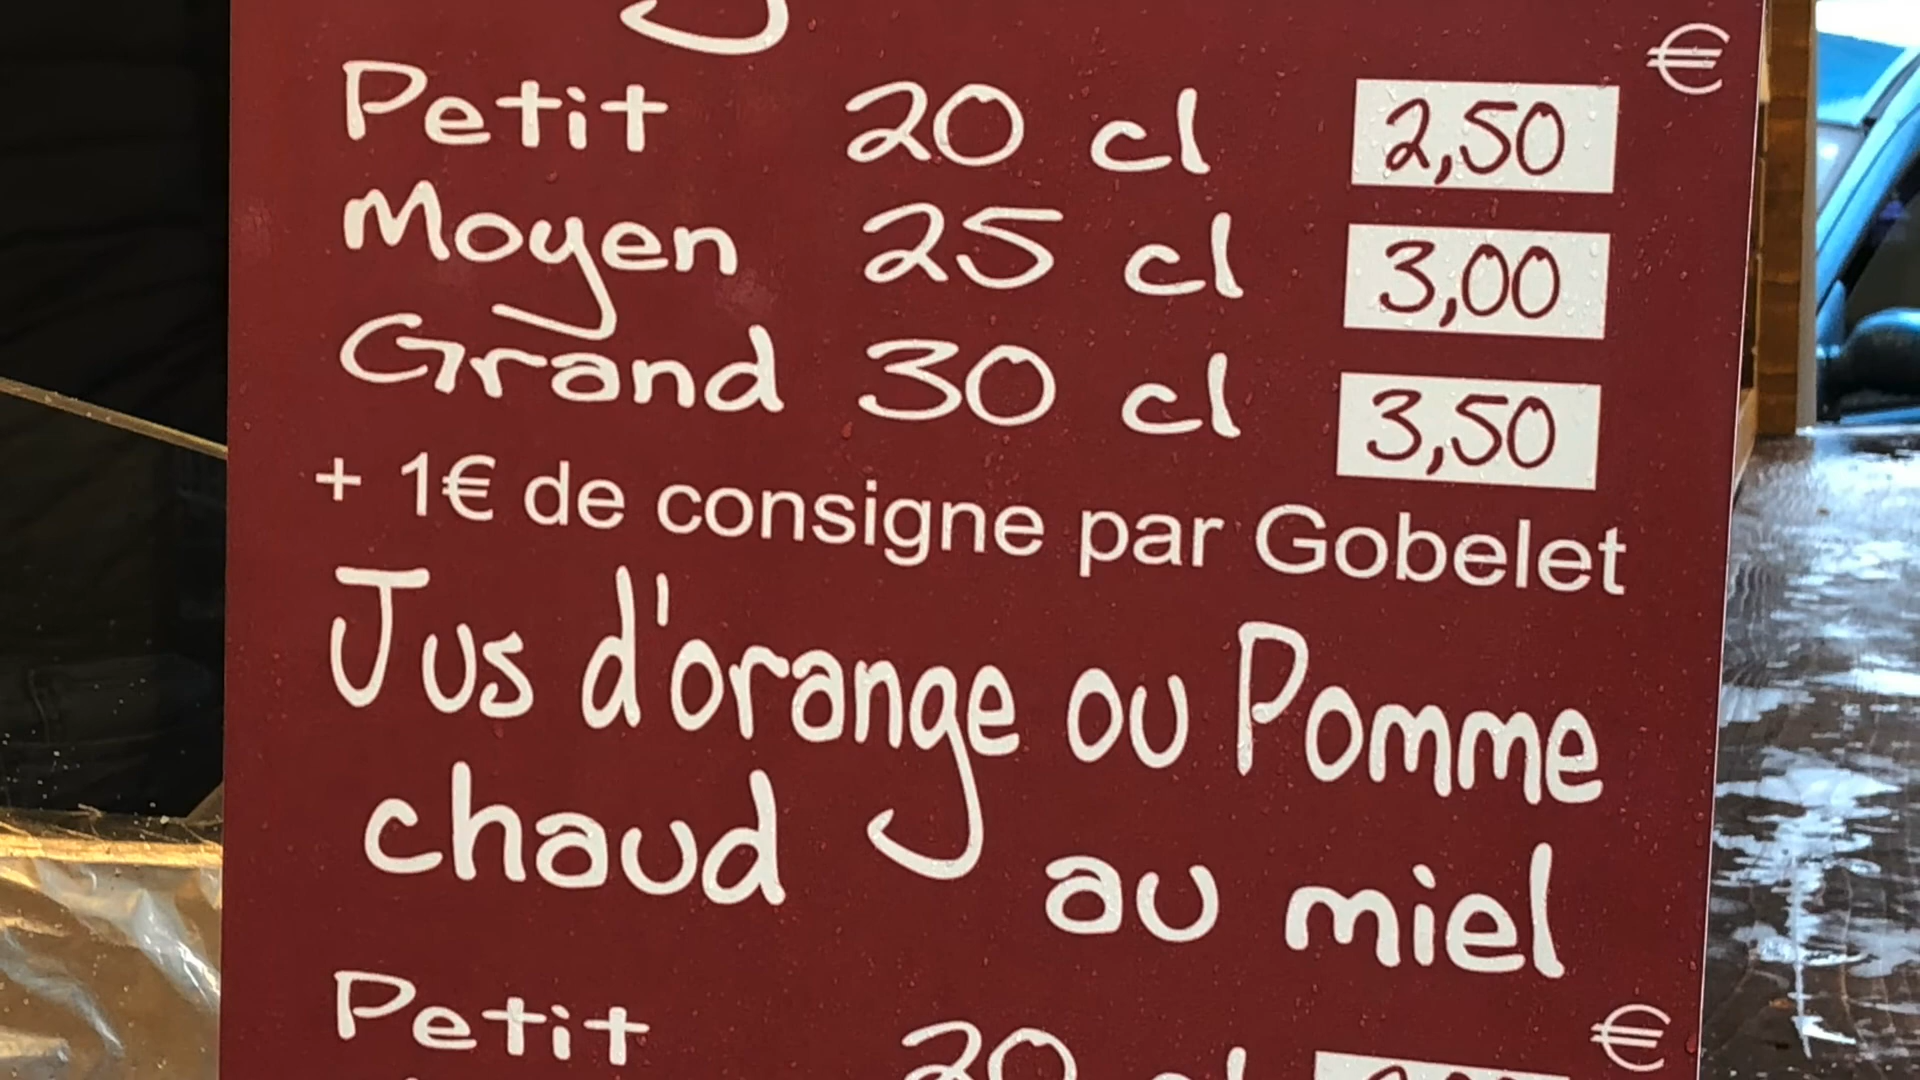 €
Petit 20 cl 2,50
Moyen 25 cl 3,00
Grand 30 cl 3,50
+ 1€ de consigne par Gobelet
Jus d'orange ou Pomme
chaud au miel
€
Petit 20 cl